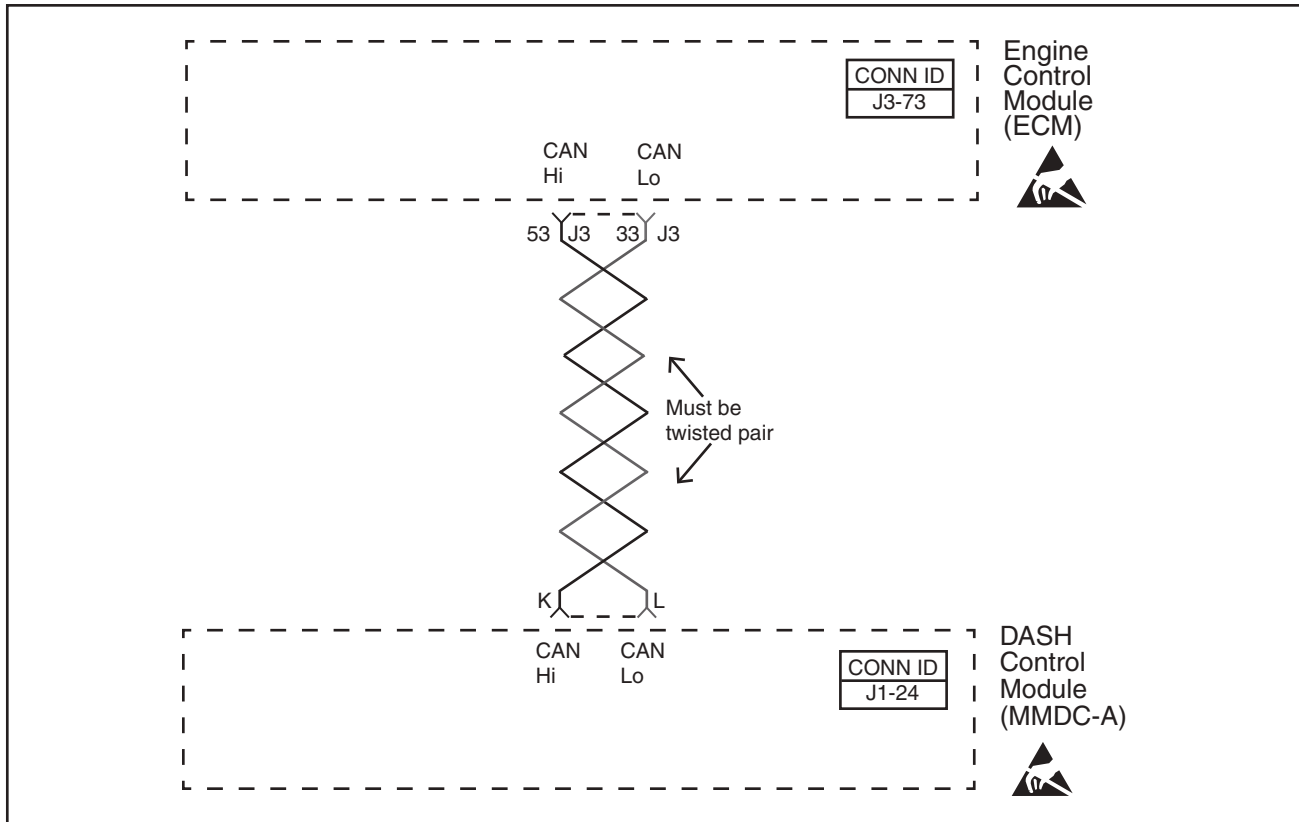 Engine
Control
Module
(ECM)
CONN ID
J3-73
CAN
Hi
CAN
Lo
53 J3 33 J3
Must be
twisted pair
K L
CAN
Hi
CAN
Lo
CONN ID
J1-24
DASH
Control
Module
(MMDC-A)